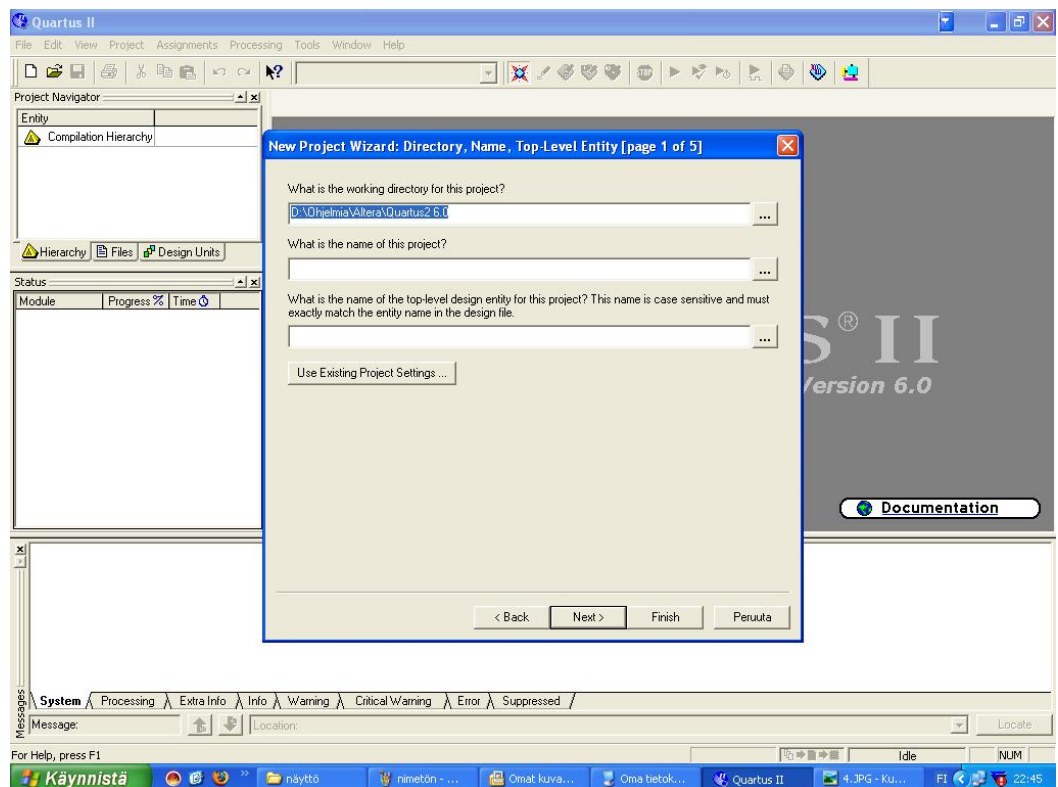 Quartus II
File Edit View Project Assignments Processing Tools Window Help
Project Navigator
Entity
Compilation Hierarchy
Hierarchy Files Design Units
Status
Module Progress % Time
New Project Wizard: Directory, Name, Top-Level Entity [page 1 of 5]
What is the working directory for this project?
D:\Ohjelmia\Altera\Quartus2 6.0
...
What is the name of this project?
...
What is the name of the top-level design entity for this project? This name is case sensitive and must
exactly match the entity name in the design file.
...
Use Existing Project Settings ...
< Back Next > Finish Peruuta
S® II
Version 6.0
Documentation
Messages
System Processing Extra Info Info Warning Critical Warning Error Suppressed
Message: Location: Locate
For Help, press F1 Idle NUM
Käynnistä » näyttö nimetön - ... Omat kuva... Oma tietok... Quartus II 4.JPG - Ku... FI 22:45